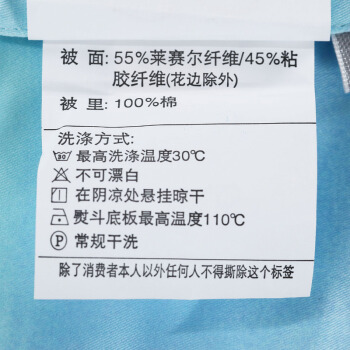 被 面: 55%莱赛尔纤维/45%粘
胶纤维(花边除外)
被 里: 100%棉
洗涤方式:
最高洗涤温度30℃
不可漂白
在阴凉处悬挂晾干
熨斗底板最高温度110℃
Ⓟ 常规干洗
除了消费者本人以外任何人不得撕除这个标签